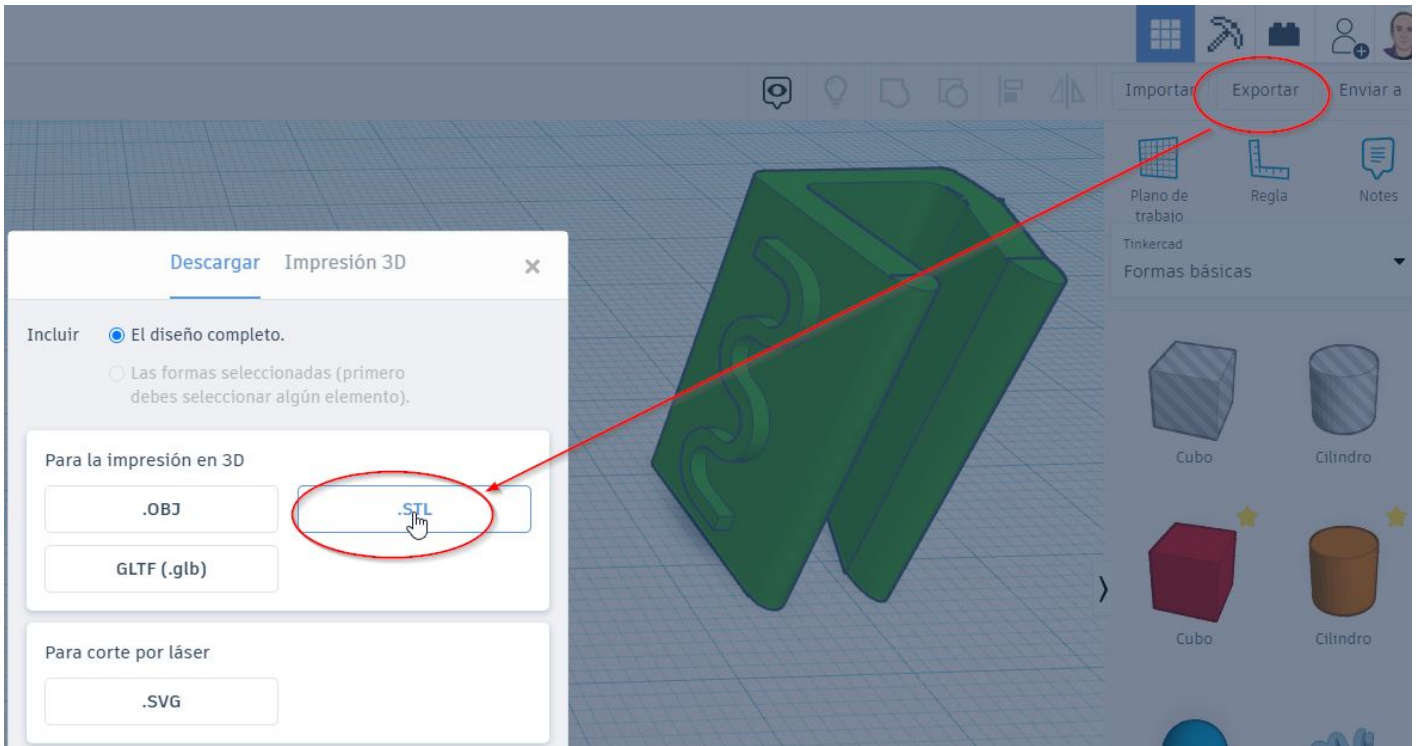 Importar Exportar Enviar a
Plano de
trabajo
Regla
Notes
Tinkercad
Formas básicas
Cubo
Cilindro
Cubo
Cilindro
Descargar Impresión 3D
Incluir
El diseño completo.
Las formas seleccionadas (primero
debes seleccionar algún elemento).
Para la impresión en 3D
.OBJ
.STL
GLTF (.glb)
Para corte por láser
.SVG